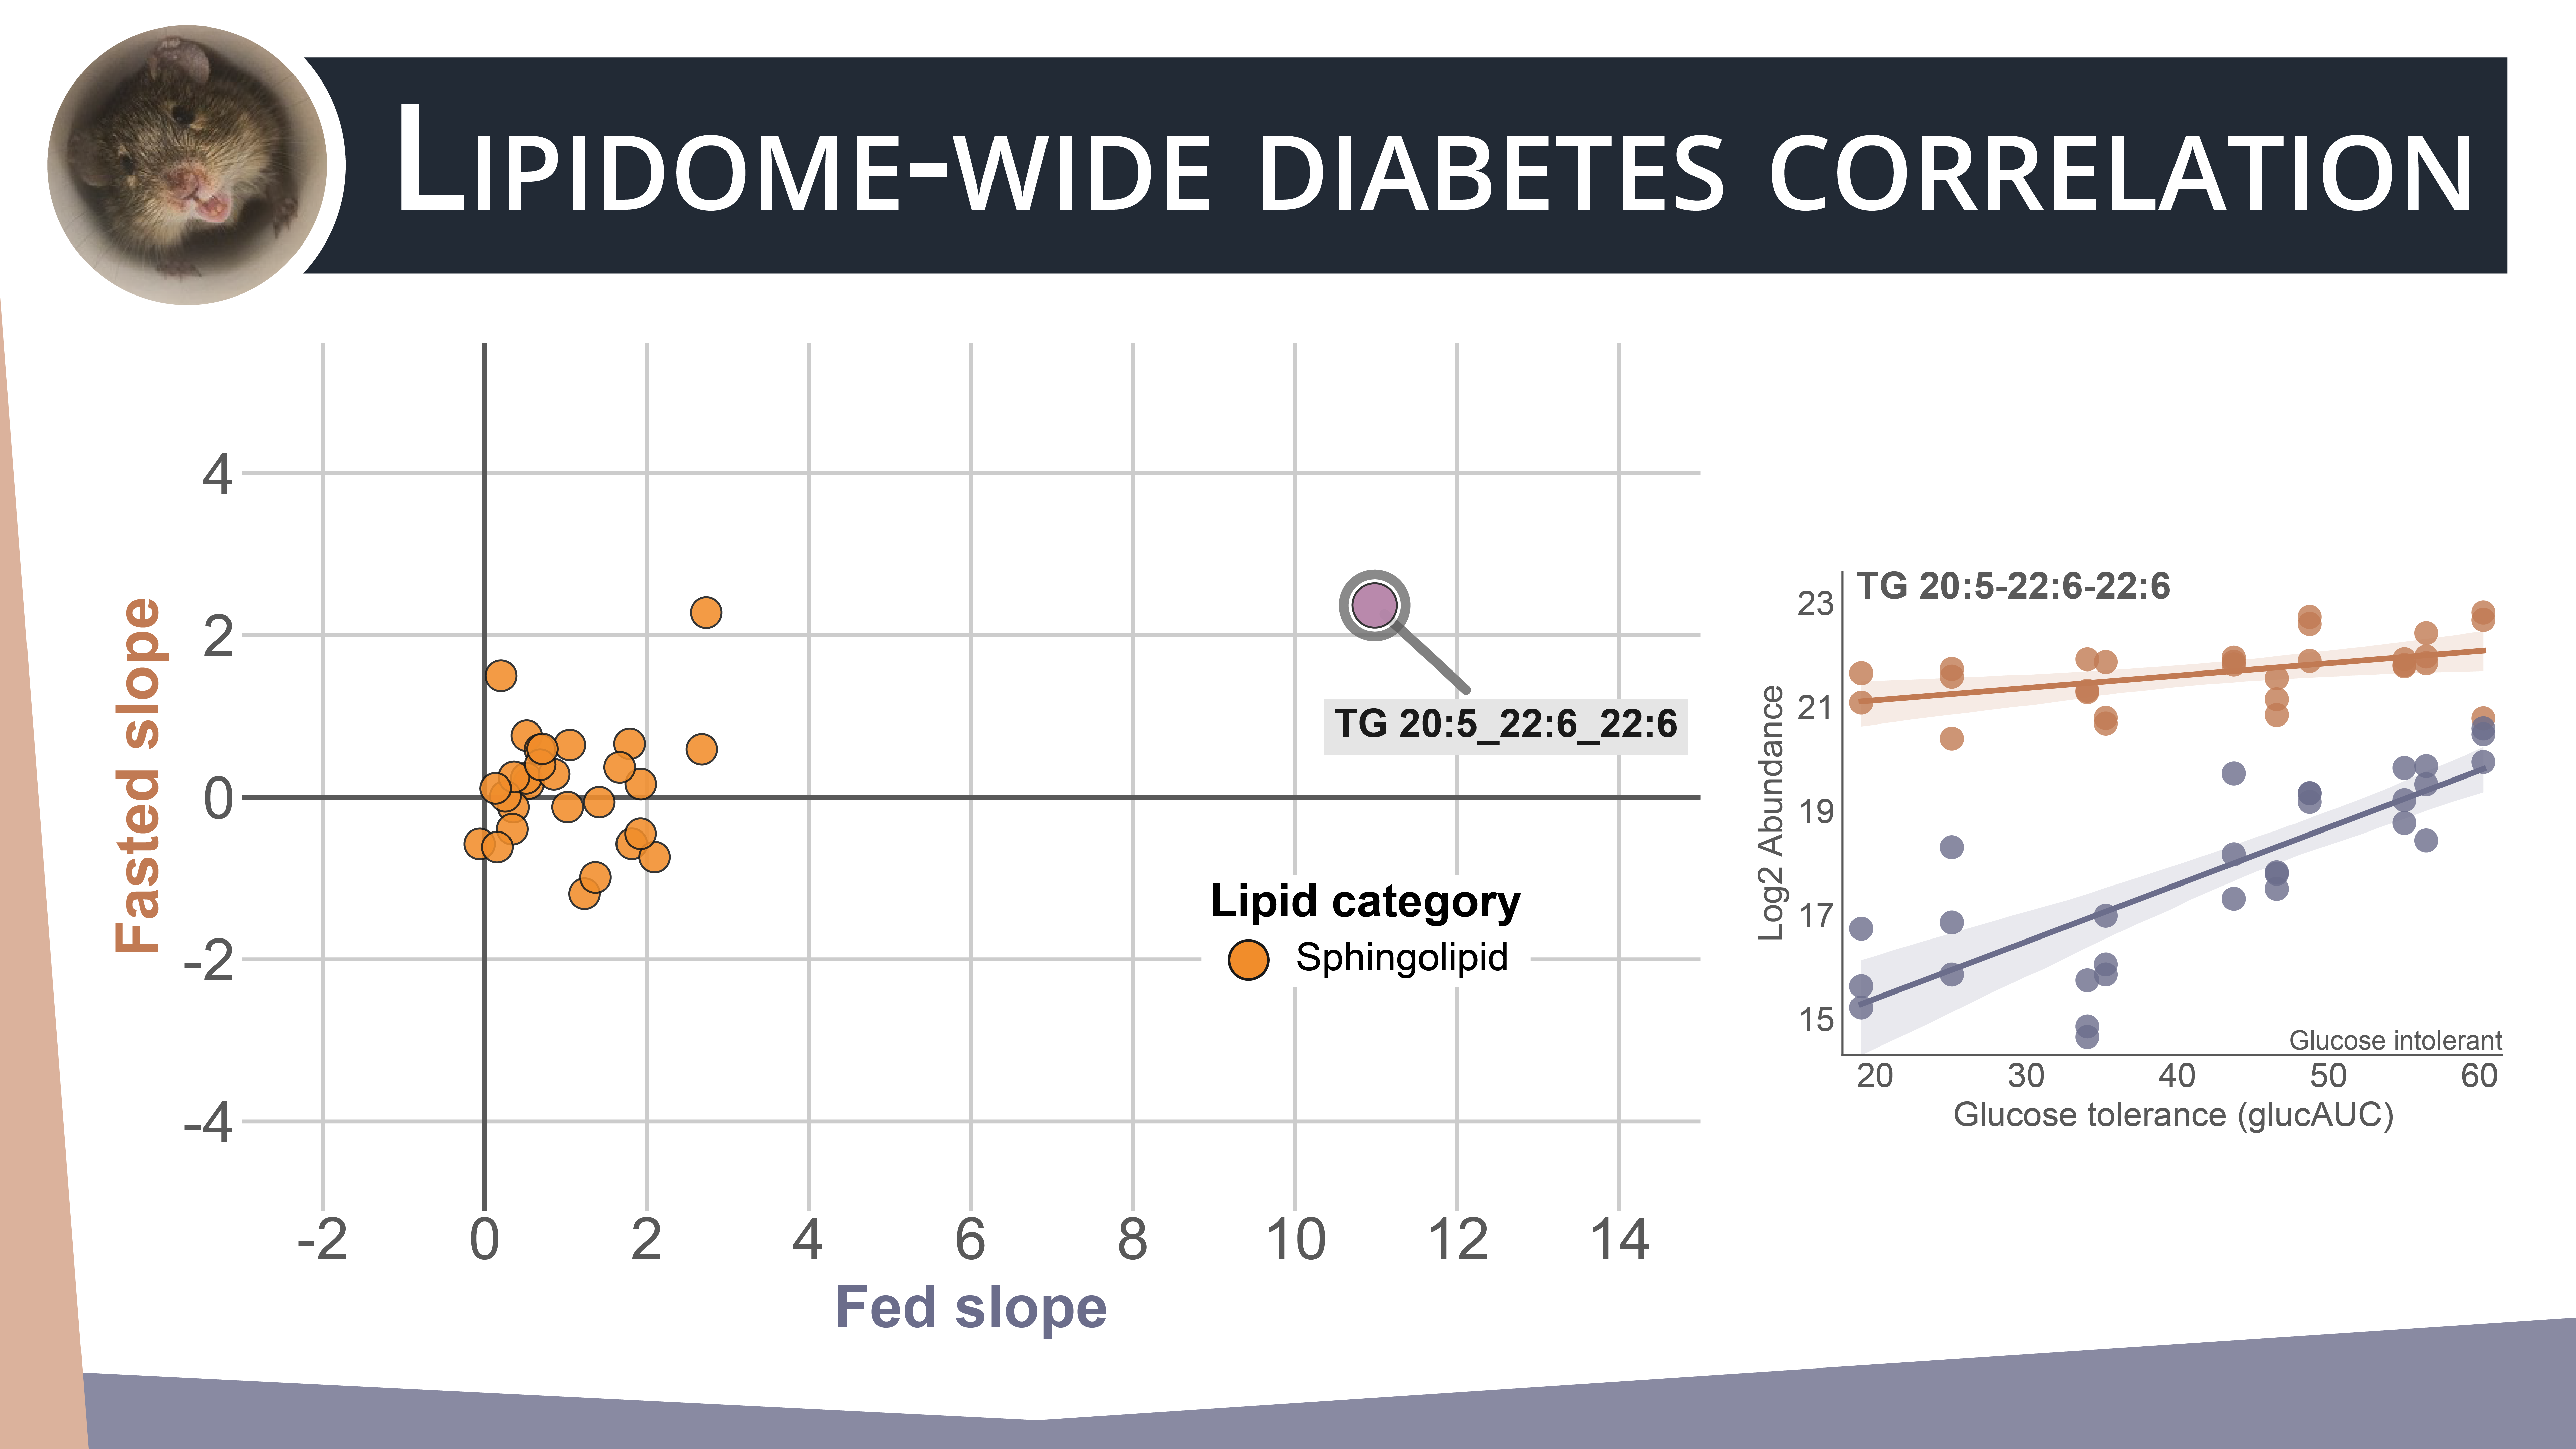 Lipidome-wide diabetes correlation
Fasted slope
4
2
0
-2
-4
-2 0 2 4 6 8 10 12 14
Fed slope
TG 20:5_22:6_22:6
Lipid category
Sphingolipid
TG 20:5-22:6-22:6
Log2 Abundance
23
21
19
17
15
Glucose intolerant
20 30 40 50 60
Glucose tolerance (glucAUC)